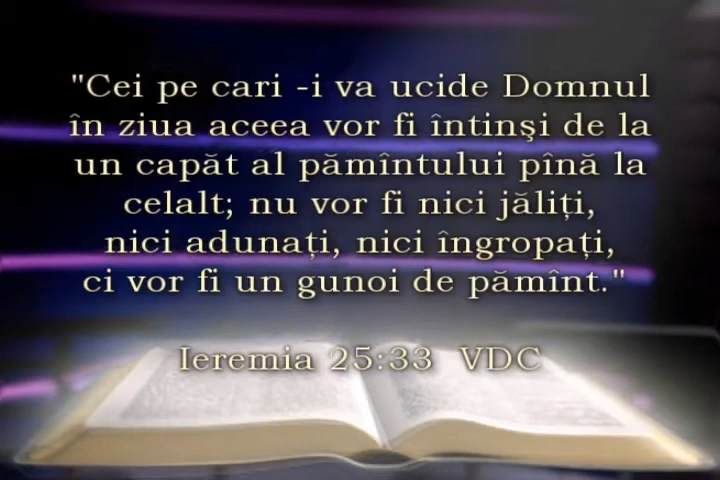 "Cei pe cari -i va ucide Domnul
în ziua aceea vor fi întinşi de la
un capăt al pămîntului pînă la
celalt; nu vor fi nici jăliţi,
nici adunaţi, nici îngropaţi,
ci vor fi un gunoi de pămînt."
Ieremia 25:33 VDC